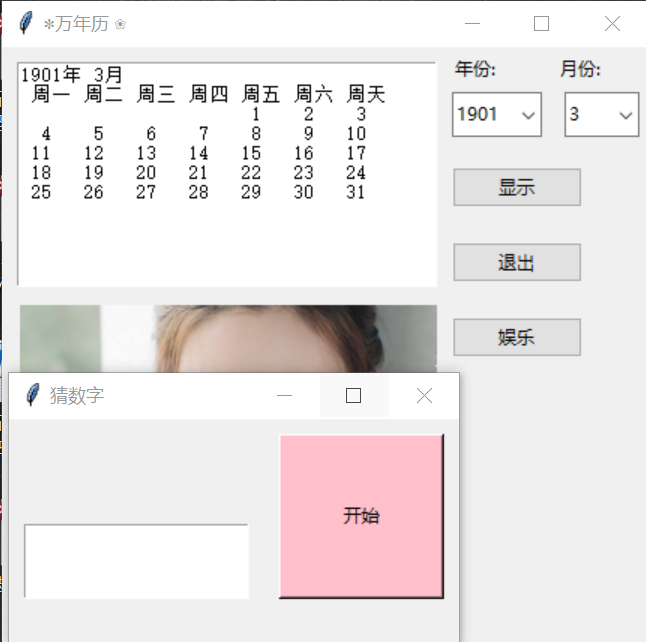 *万年历 ❀
1901年 3月
周一 周二 周三 周四 周五 周六 周天
1 2 3
4 5 6 7 8 9 10
11 12 13 14 15 16 17
18 19 20 21 22 23 24
25 26 27 28 29 30 31
年份: 月份:
1901 3
显示
退出
娱乐
猜数字
开始